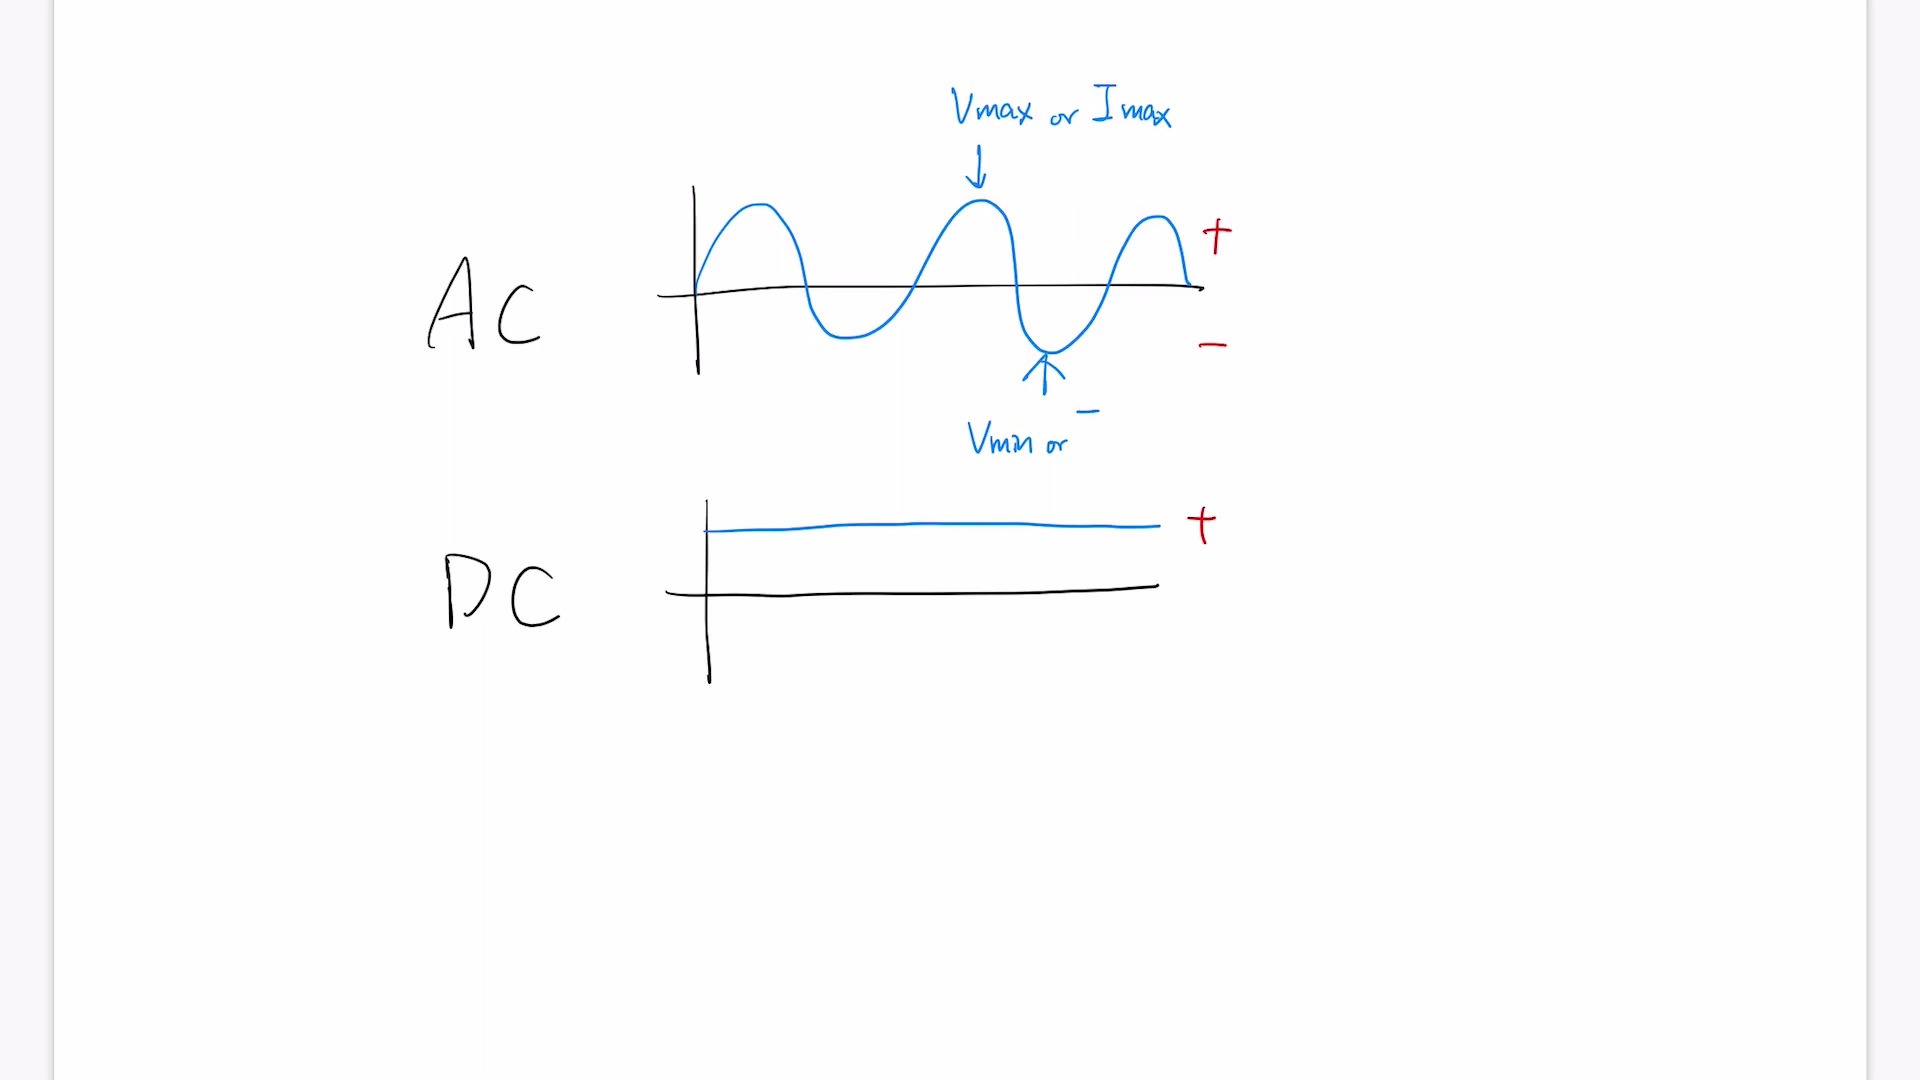 Vmax or Imax
+
AC
−
Vmin or −
+
DC